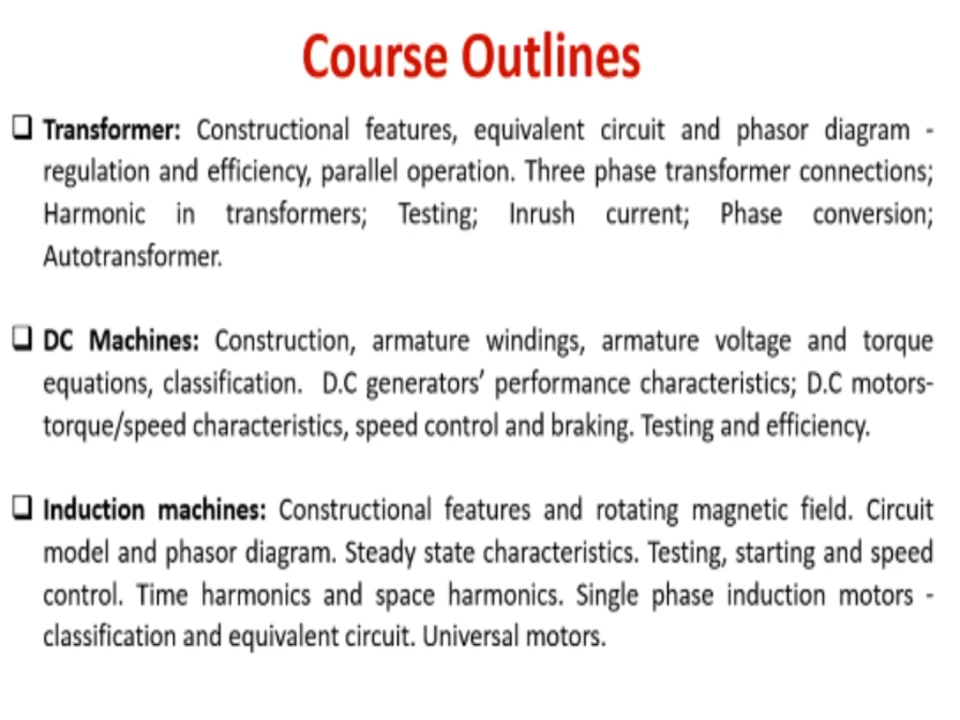 Course Outlines
❑ Transformer: Constructional features, equivalent circuit and phasor diagram -
regulation and efficiency, parallel operation. Three phase transformer connections;
Harmonic in transformers; Testing; Inrush current; Phase conversion;
Autotransformer.
❑ DC Machines: Construction, armature windings, armature voltage and torque
equations, classification. D.C generators’ performance characteristics; D.C motors-
torque/speed characteristics, speed control and braking. Testing and efficiency.
❑ Induction machines: Constructional features and rotating magnetic field. Circuit
model and phasor diagram. Steady state characteristics. Testing, starting and speed
control. Time harmonics and space harmonics. Single phase induction motors -
classification and equivalent circuit. Universal motors.